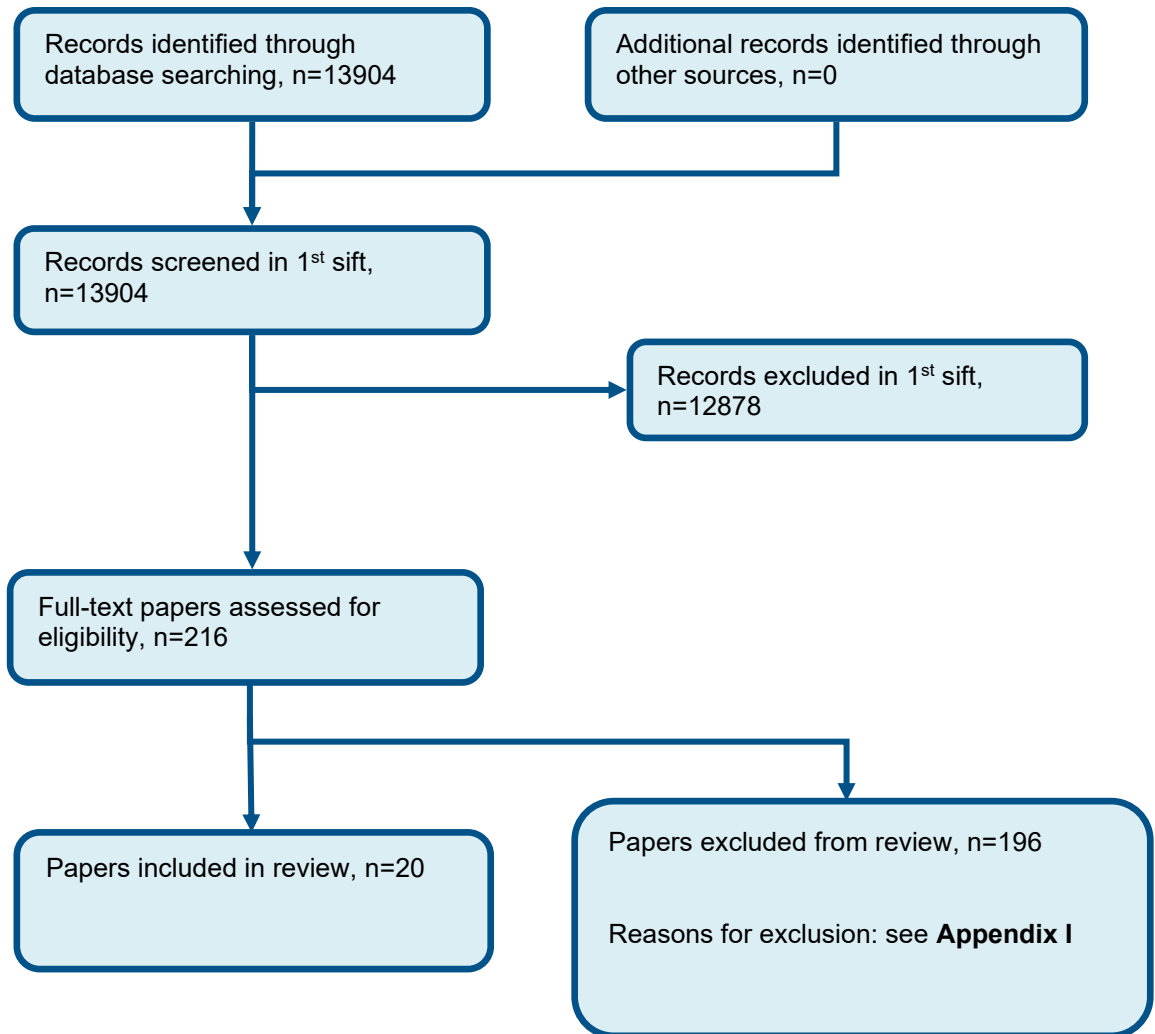 Records identified through
database searching, n=13904
Additional records identified through
other sources, n=0
Records screened in 1st sift,
n=13904
Records excluded in 1st sift,
n=12878
Full-text papers assessed for
eligibility, n=216
Papers included in review, n=20
Papers excluded from review, n=196
Reasons for exclusion: see Appendix I